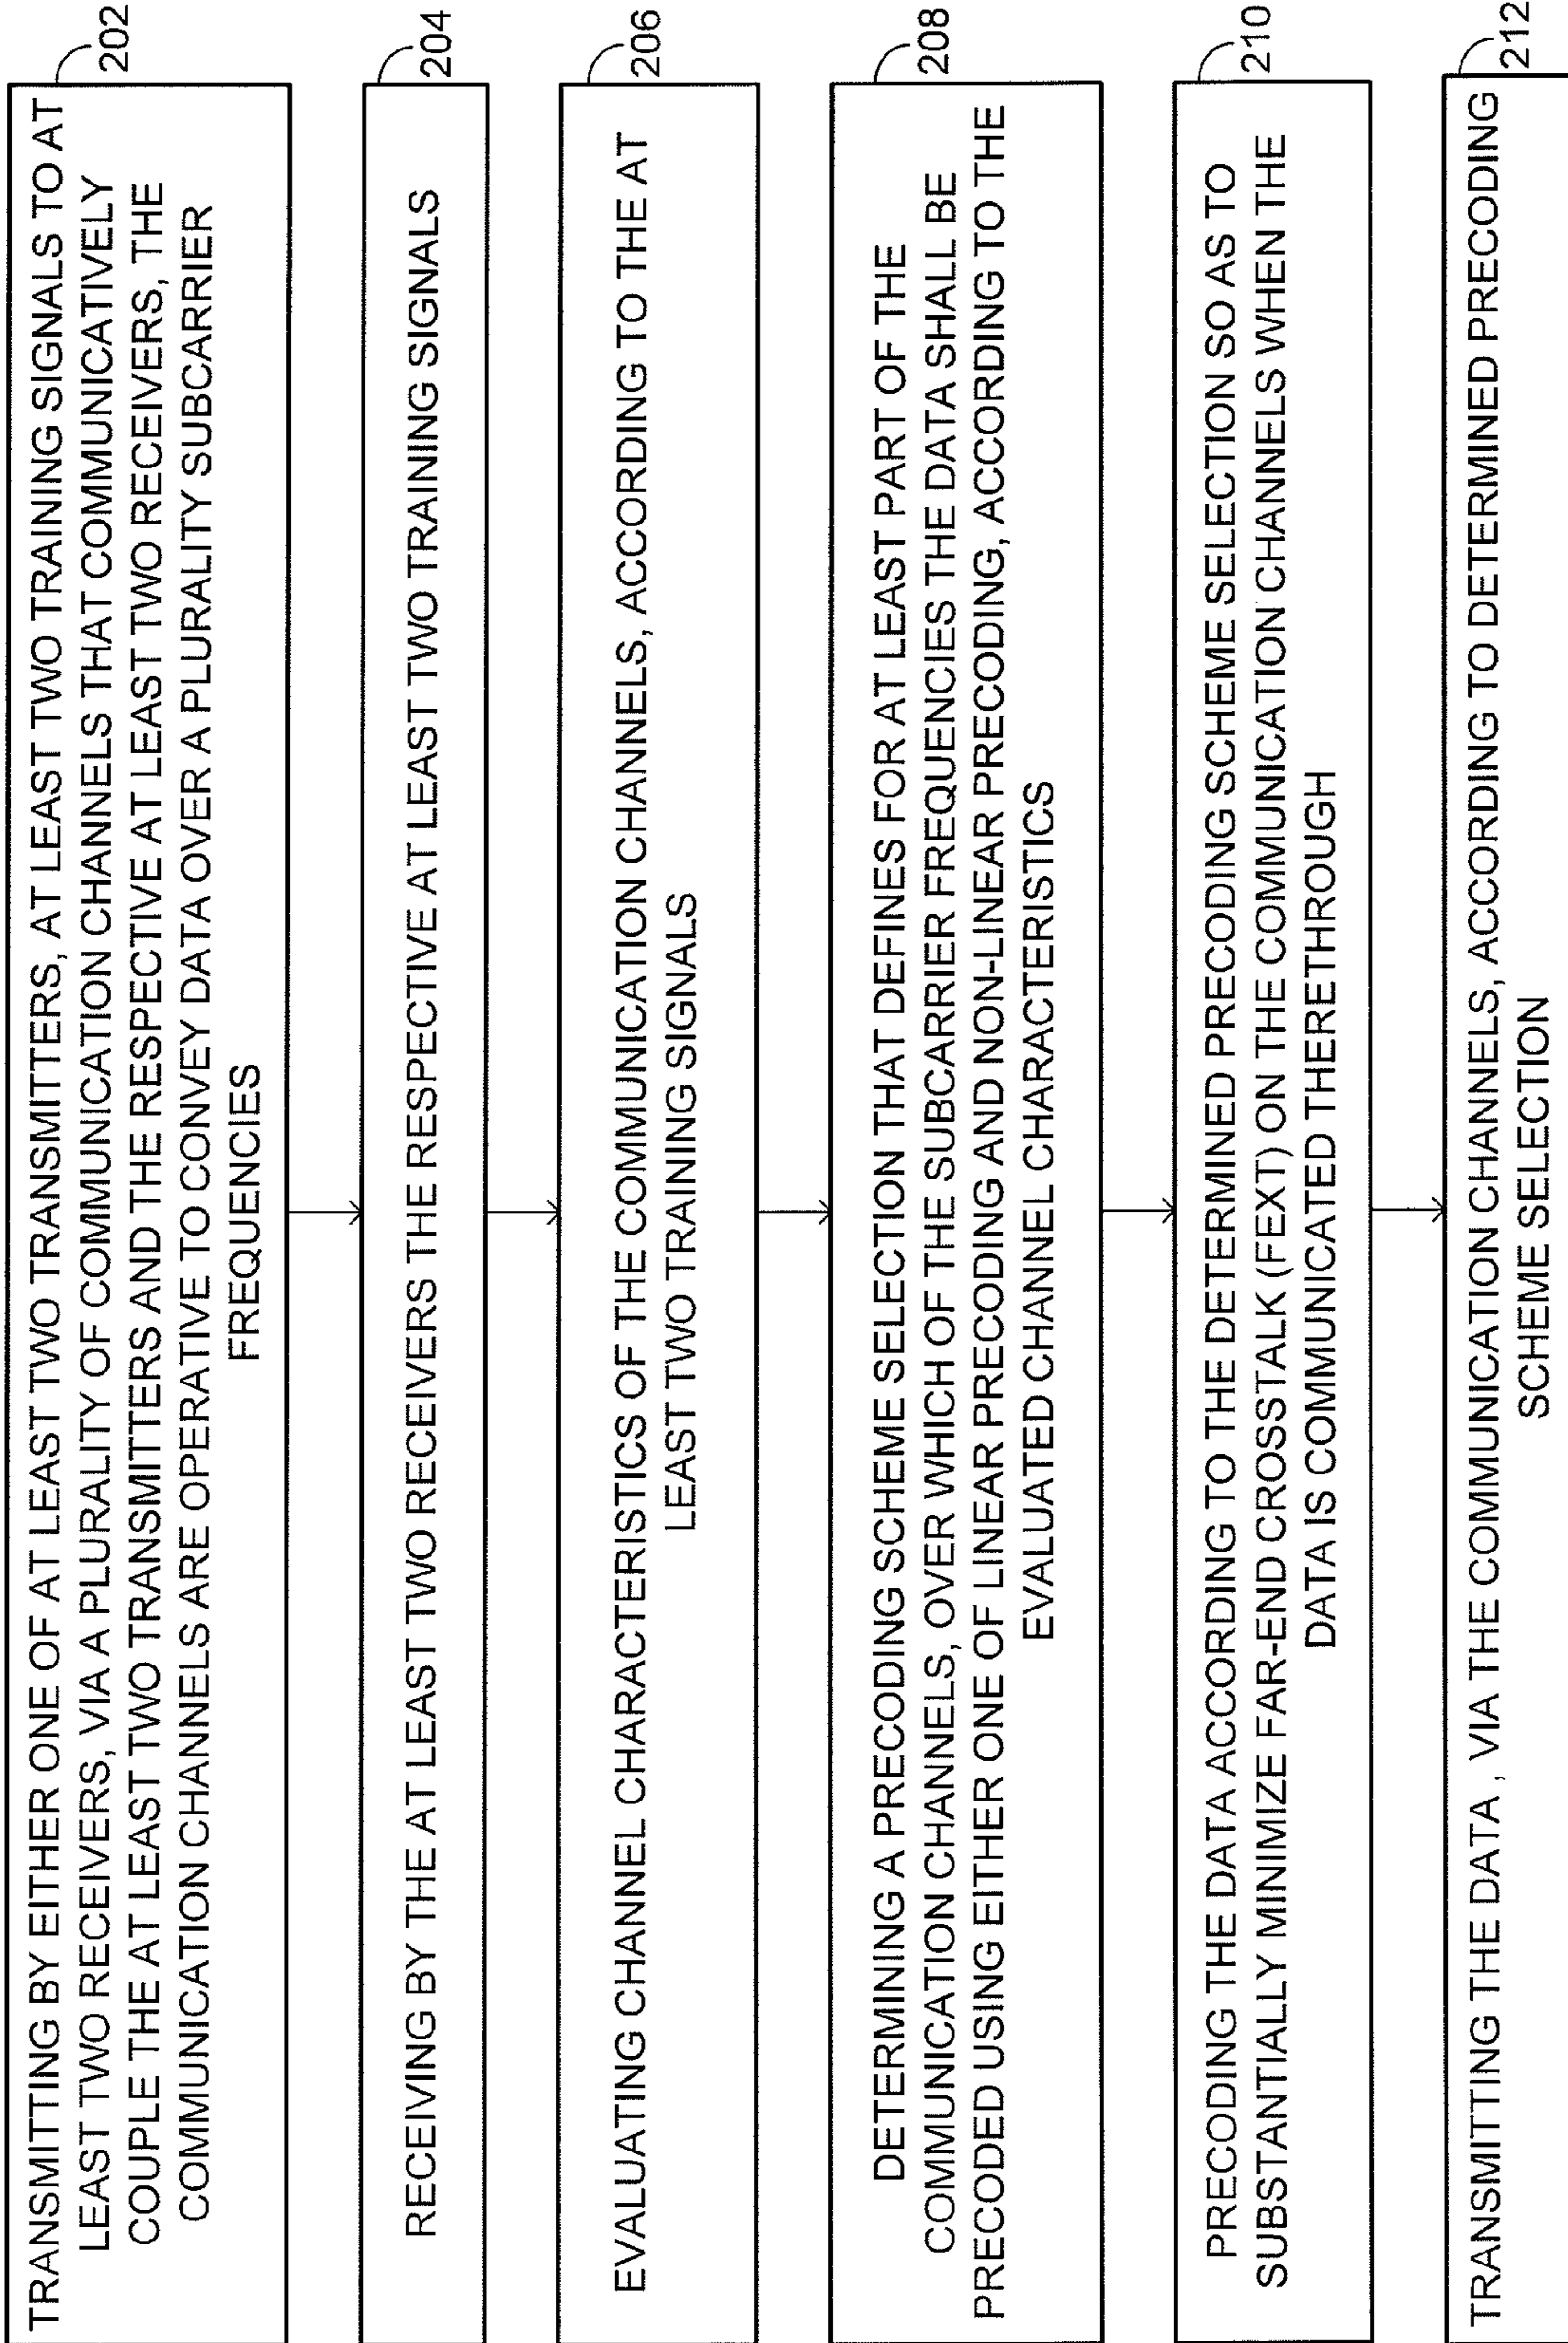 TRANSMITTING BY EITHER ONE OF AT LEAST TWO TRANSMITTERS, AT LEAST TWO TRAINING SIGNALS TO AT
LEAST TWO RECEIVERS, VIA A PLURALITY OF COMMUNICATION CHANNELS THAT COMMUNICATIVELY
COUPLE THE AT LEAST TWO TRANSMITTERS AND THE RESPECTIVE AT LEAST TWO RECEIVERS, THE
COMMUNICATION CHANNELS ARE OPERATIVE TO CONVEY DATA OVER A PLURALITY SUBCARRIER
FREQUENCIES
202
RECEIVING BY THE AT LEAST TWO RECEIVERS THE RESPECTIVE AT LEAST TWO TRAINING SIGNALS
204
EVALUATING CHANNEL CHARACTERISTICS OF THE COMMUNICATION CHANNELS, ACCORDING TO THE AT
LEAST TWO TRAINING SIGNALS
206
DETERMINING A PRECODING SCHEME SELECTION THAT DEFINES FOR AT LEAST PART OF THE
COMMUNICATION CHANNELS, OVER WHICH OF THE SUBCARRIER FREQUENCIES THE DATA SHALL BE
PRECODED USING EITHER ONE OF LINEAR PRECODING AND NON-LINEAR PRECODING, ACCORDING TO THE
EVALUATED CHANNEL CHARACTERISTICS
208
PRECODING THE DATA ACCORDING TO THE DETERMINED PRECODING SCHEME SELECTION SO AS TO
SUBSTANTIALLY MINIMIZE FAR-END CROSSTALK (FEXT) ON THE COMMUNICATION CHANNELS WHEN THE
DATA IS COMMUNICATED THERETHROUGH
210
TRANSMITTING THE DATA , VIA THE COMMUNICATION CHANNELS, ACCORDING TO DETERMINED PRECODING
SCHEME SELECTION
212